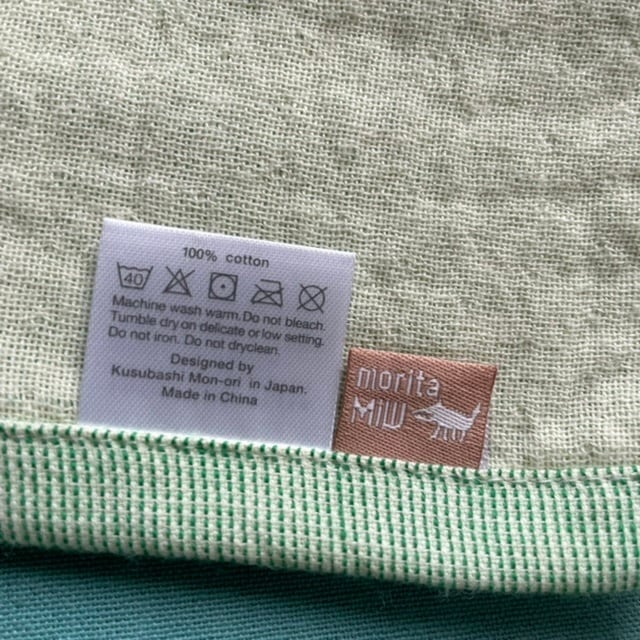 100% cotton
40
Machine wash warm. Do not bleach.
Tumble dry on delicate or low setting.
Do not iron. Do not dryclean.
Designed by
Kusubashi Mon-ori in Japan.
Made in China
morita
MiW